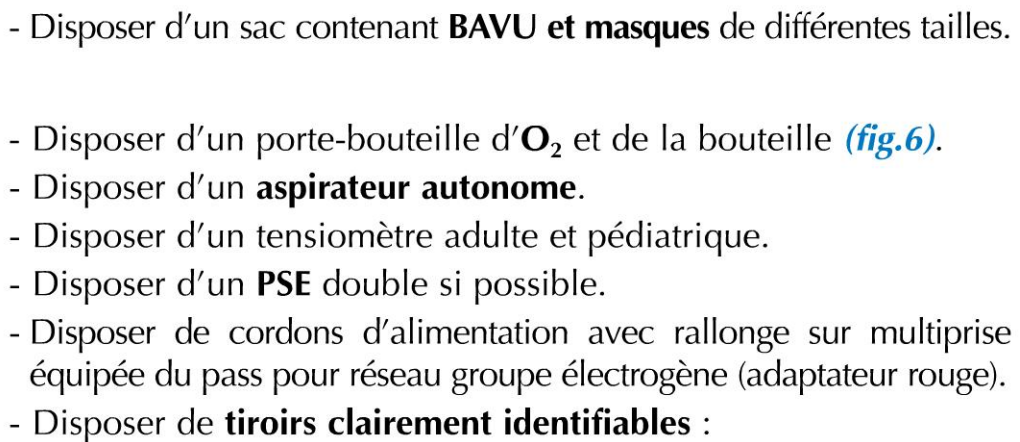 - Disposer d’un sac contenant BAVU et masques de différentes tailles.
- Disposer d’un porte-bouteille d’O₂ et de la bouteille (fig.6).
- Disposer d’un aspirateur autonome.
- Disposer d’un tensiomètre adulte et pédiatrique.
- Disposer d’un PSE double si possible.
- Disposer de cordons d’alimentation avec rallonge sur multiprise
équipée du pass pour réseau groupe électrogène (adaptateur rouge).
- Disposer de tiroirs clairement identifiables :